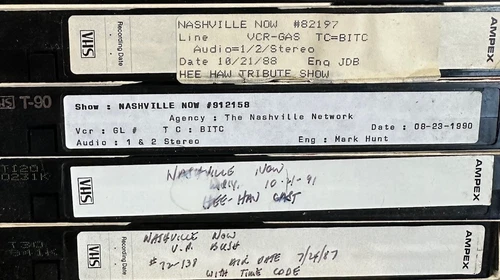 VHS
Recording Date
NASHVILLE NOW #82197
Line VCR-GAS TC=BITC
Audio=1/2/Stereo
Date 10/21/88 Eng JDB
HEE HAW TRIBUTE SHOW
AMPEX
VHS T-90
Show : NASHVILLE NOW #912158
Agency : The Nashville Network
Vcr : GL # T C : BITC Date : 08-23-1990
Audio : 1 & 2 Stereo Eng : Mark Hunt
T120
0231K
VHS
NASHVILLE NOW
10-21-91
HEE-HAW CAST
AMPEX
T30
VHS
Recording Date
NASHVILLE NOW
V.P. BUSH
#72-138 AIR DATE 7/24/87
WITH TIME CODE
AMPEX